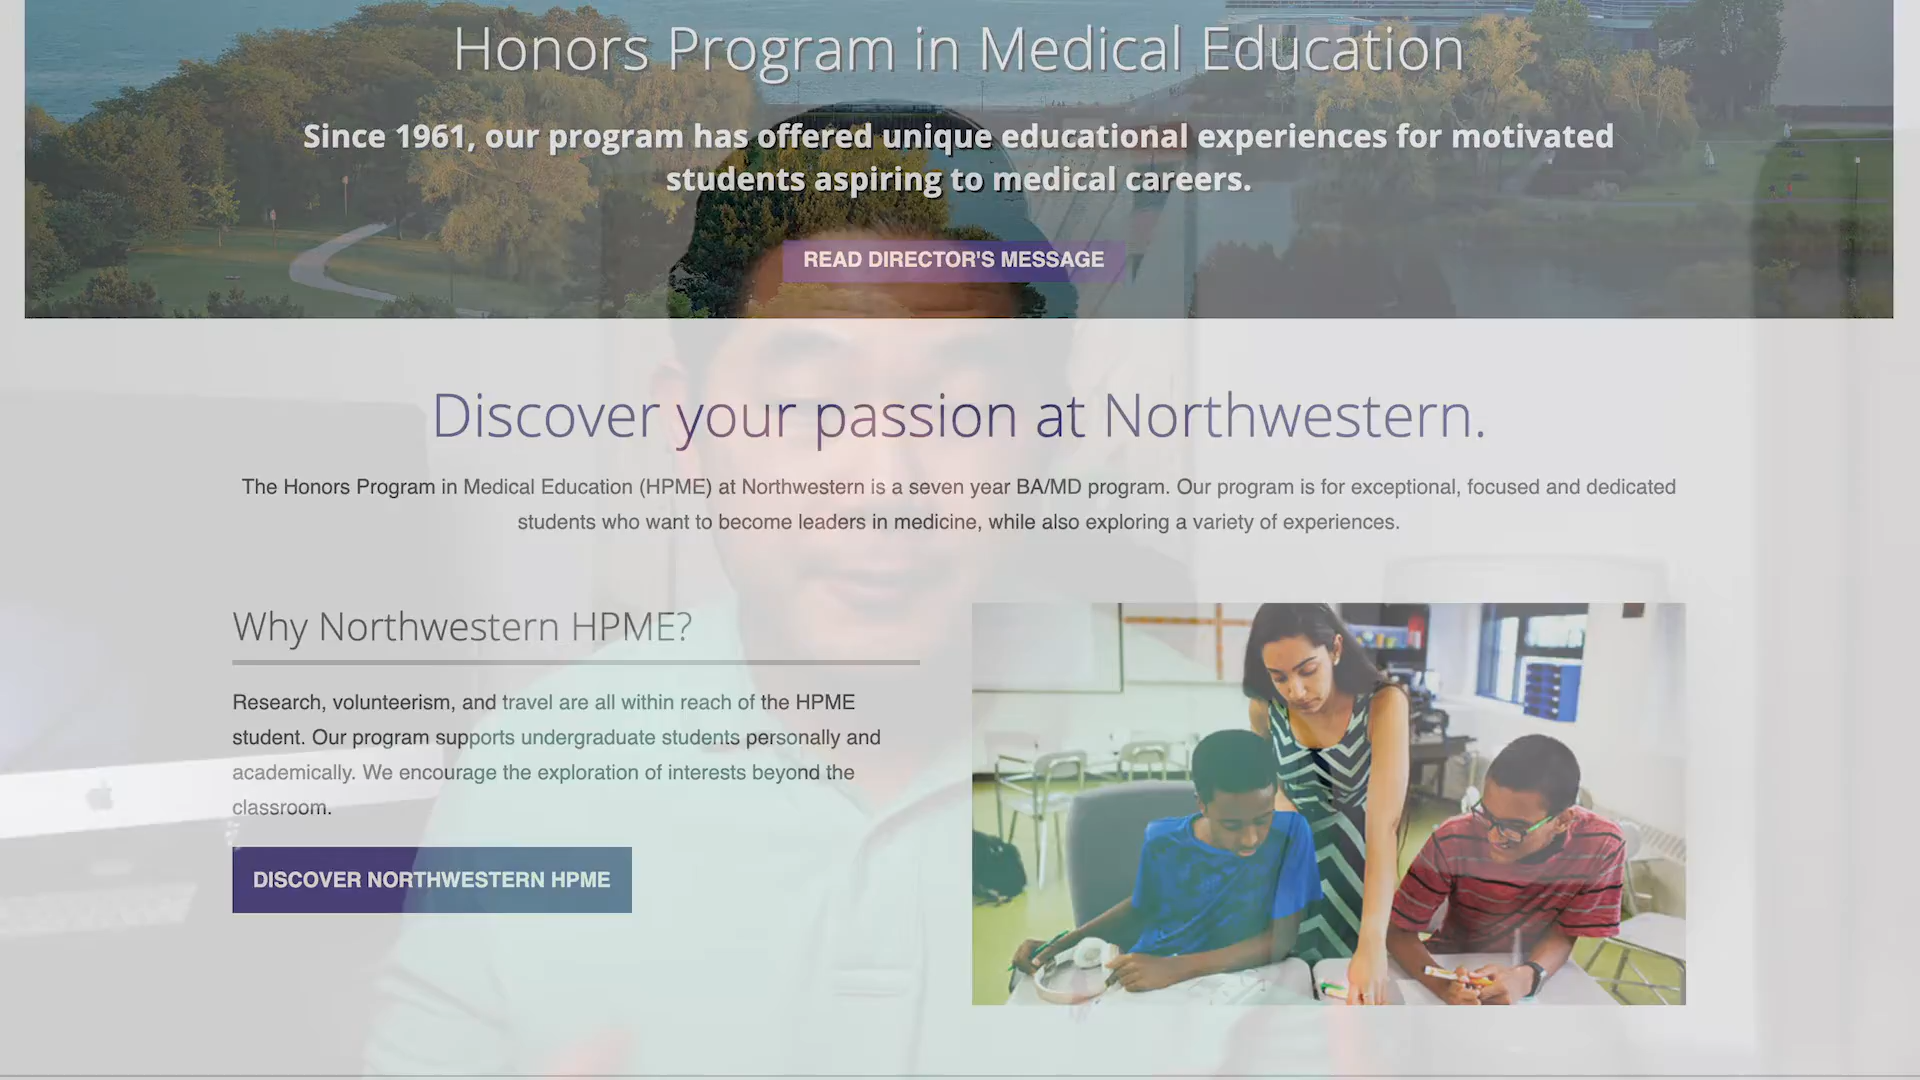 Honors Program in Medical Education
Since 1961, our program has offered unique educational experiences for motivated
students aspiring to medical careers.
READ DIRECTOR'S MESSAGE
Discover your passion at Northwestern.
The Honors Program in Medical Education (HPME) at Northwestern is a seven year BA/MD program. Our program is for exceptional, focused and dedicated
students who want to become leaders in medicine, while also exploring a variety of experiences.
Why Northwestern HPME?
Research, volunteerism, and travel are all within reach of the HPME
student. Our program supports undergraduate students personally and
academically. We encourage the exploration of interests beyond the
classroom.
DISCOVER NORTHWESTERN HPME